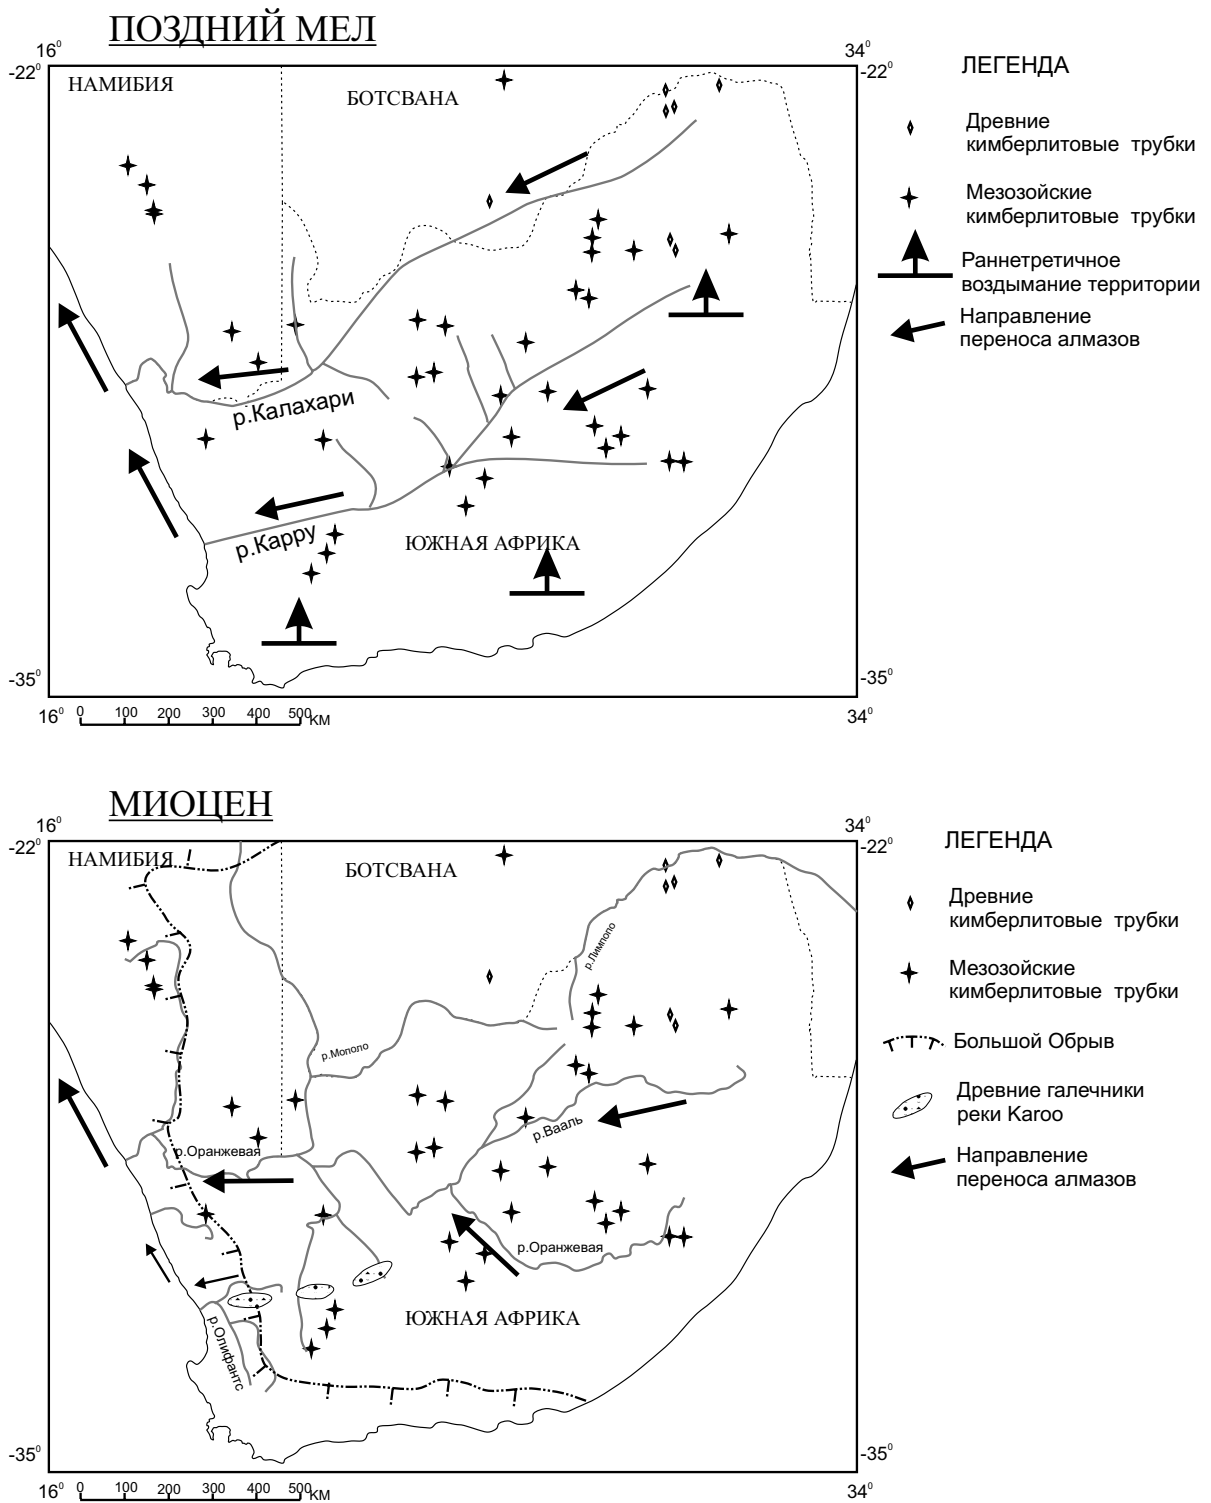 ПОЗДНИЙ МЕЛ
16⁰
34⁰
-22⁰
-22⁰
НАМИБИЯ
БОТСВАНА
р.Калахари
р.Карру
ЮЖНАЯ АФРИКА
-35⁰
-35⁰
16⁰
0 100 200 300 400 500 КМ
34⁰
ЛЕГЕНДА
Древние
кимберлитовые трубки
Мезозойские
кимберлитовые трубки
Раннетретичное
воздымание территории
Направление
переноса алмазов
МИОЦЕН
16⁰
34⁰
-22⁰
-22⁰
НАМИБИЯ
БОТСВАНА
р.Лимпопо
р.Мополо
р.Вааль
р.Оранжевая
р.Оранжевая
р.Олифантс
ЮЖНАЯ АФРИКА
-35⁰
-35⁰
16⁰
0 100 200 300 400 500 КМ
34⁰
ЛЕГЕНДА
Древние
кимберлитовые трубки
Мезозойские
кимберлитовые трубки
Большой Обрыв
Древние галечники
реки Karoo
Направление
переноса алмазов